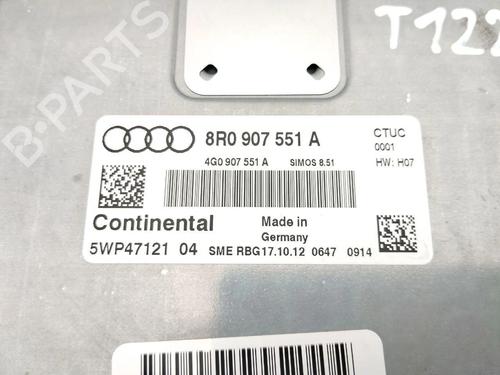 T122
B-PARTS
8R0 907 551 A
CTUC
0001
4G0 907 551 A SIMOS 8.51
HW: H07
Continental
Made in
Germany
5WP47121 04 SME RBG17.10.12 0647 0914